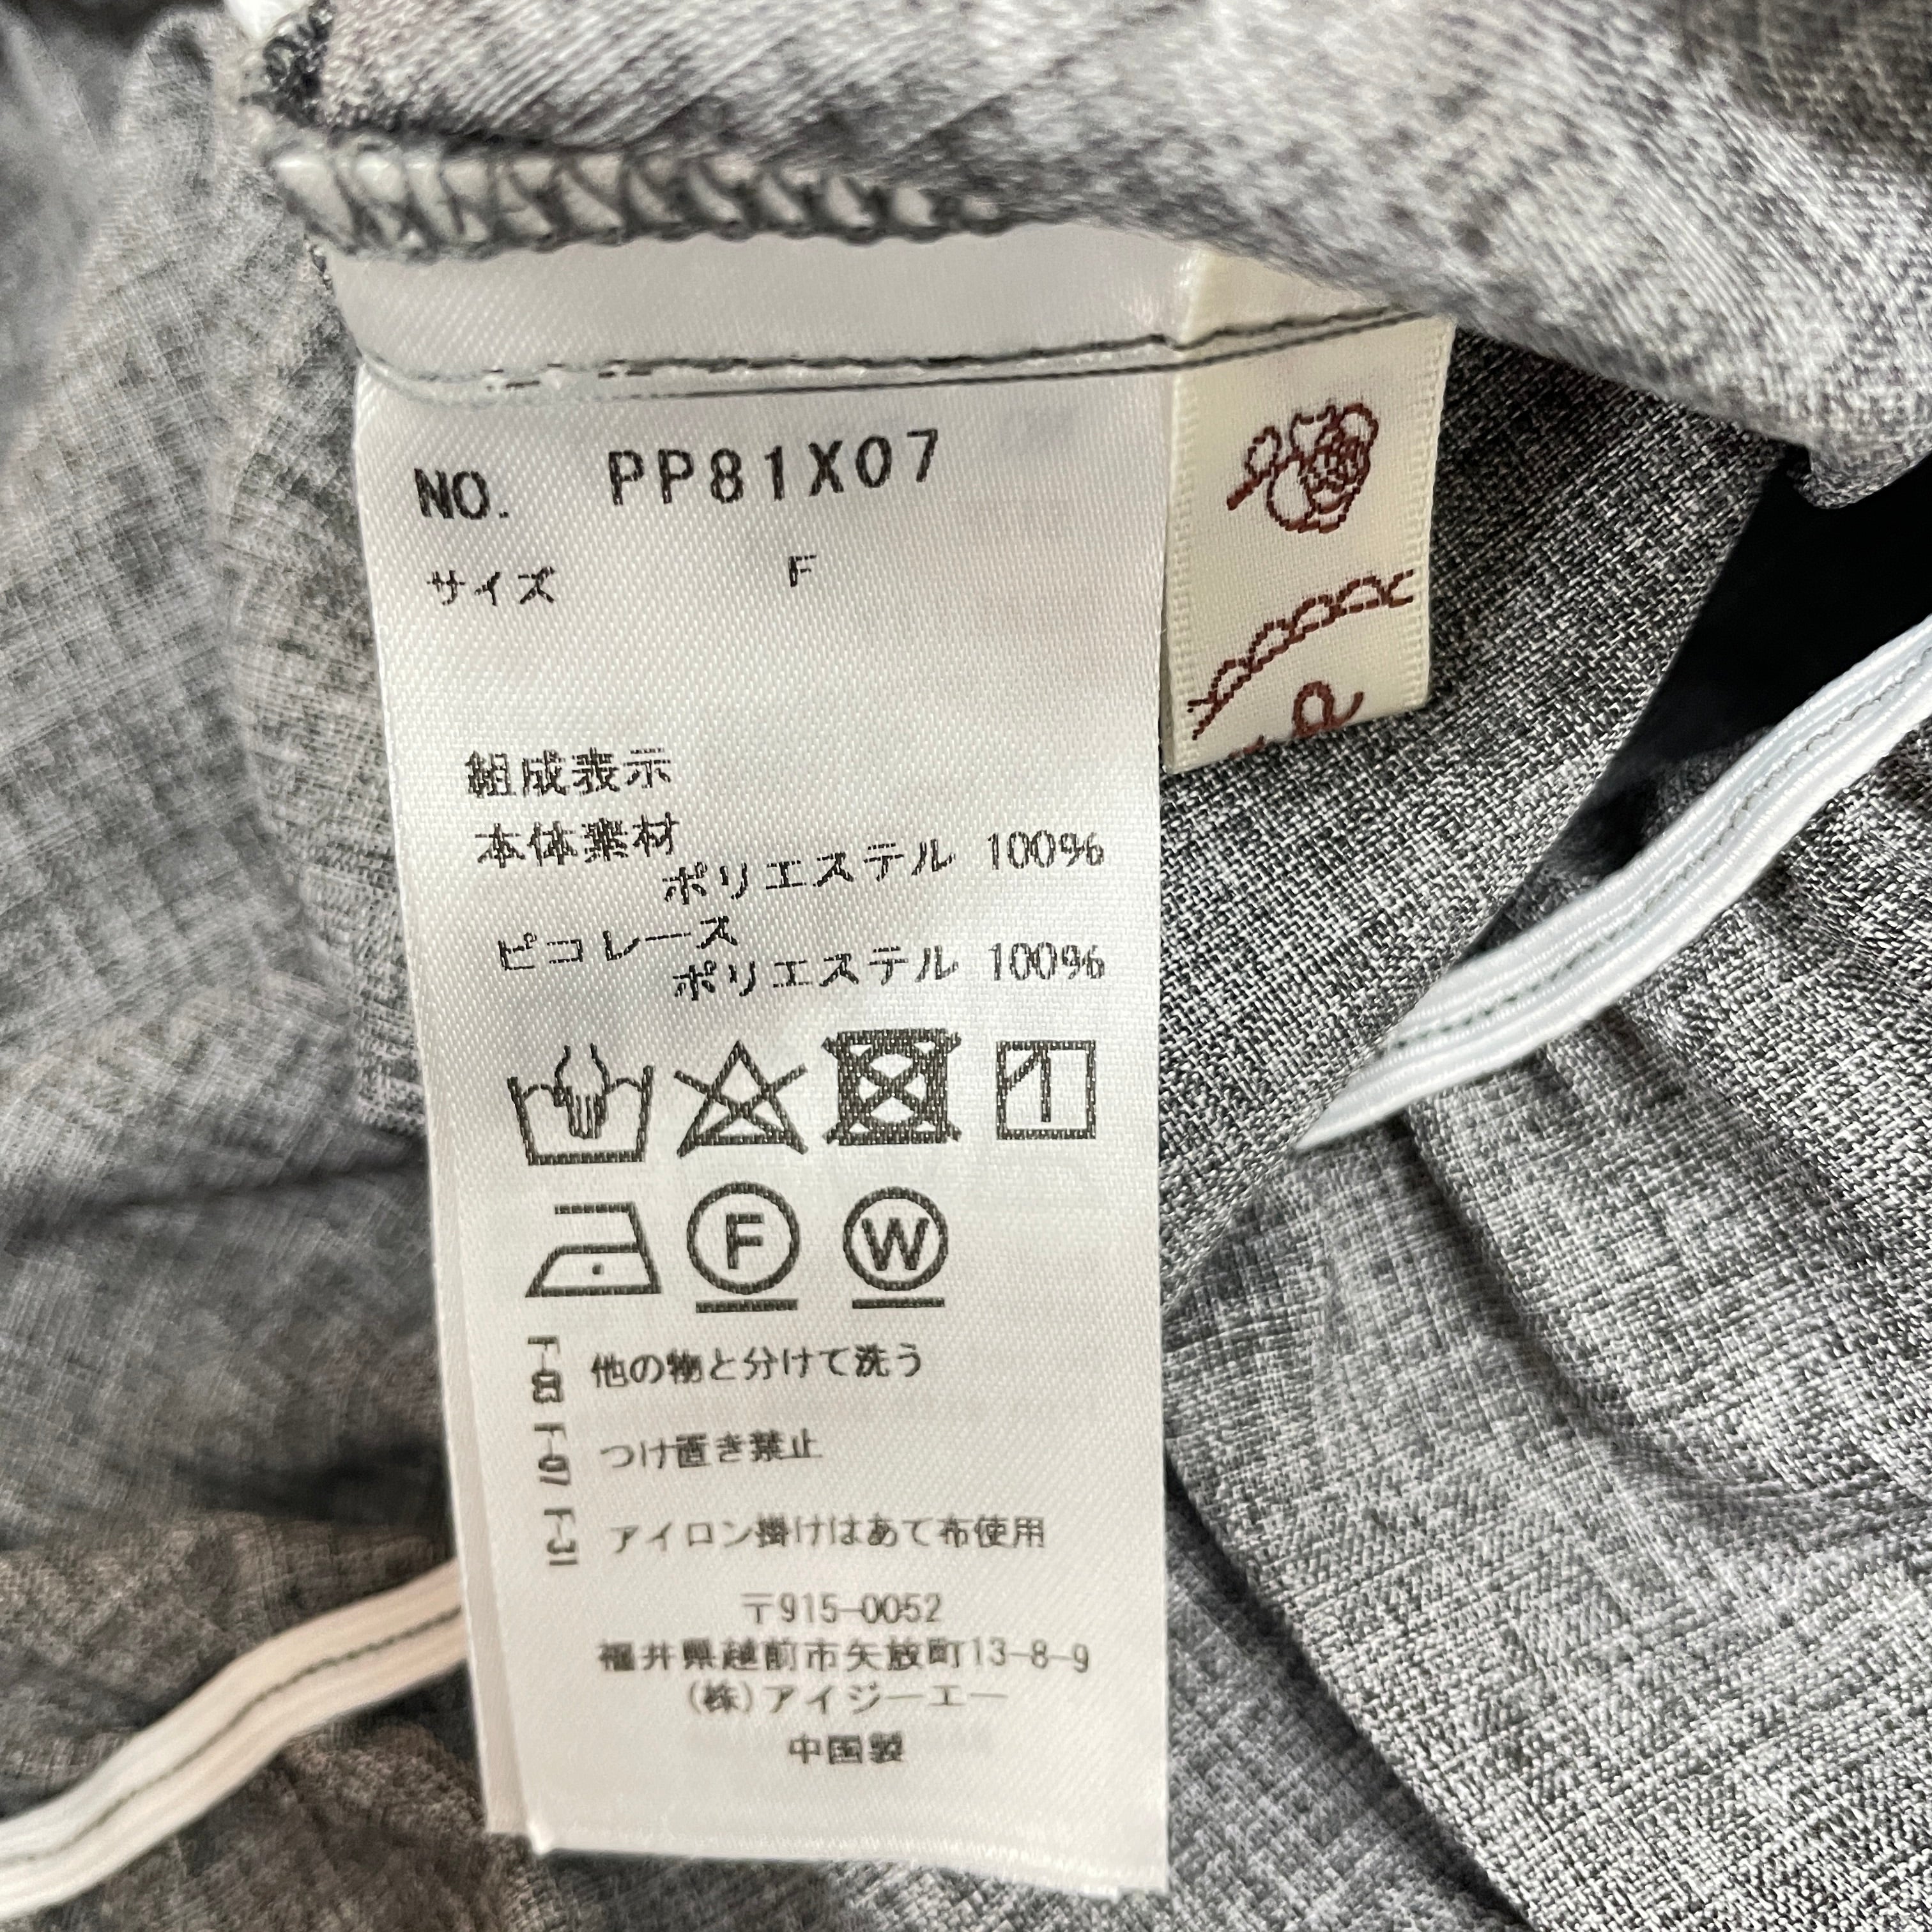 NO. PP81X07
サイズ F
組成表示
本体素材
ポリエステル 100%
ピコレース
ポリエステル 100%
F
W
F-03 他の物と分けて洗う
F-07 つけ置き禁止
F-31 アイロン掛けはあて布使用
〒915-0052
福井県越前市矢放町13-8-9
(株)アイジーエー
中国製